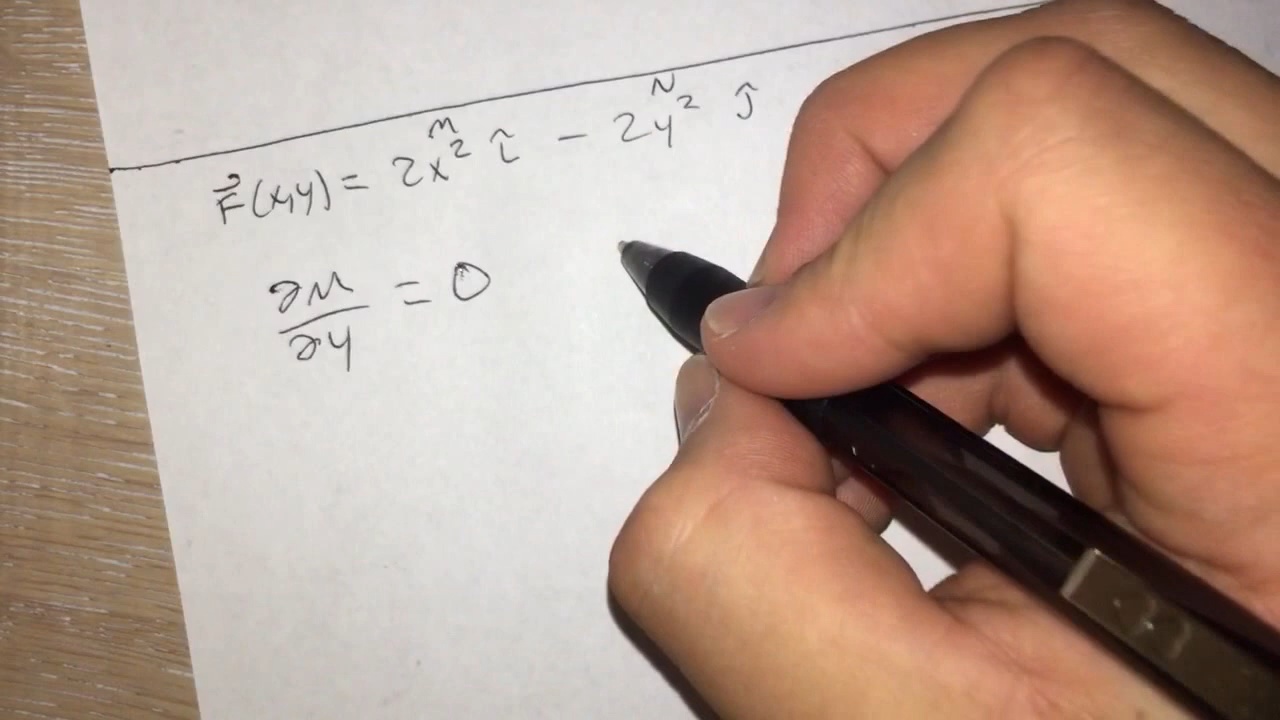 M N
F⃗(x,y) = 2x² î − 2y² ĵ
∂M
∂y = 0